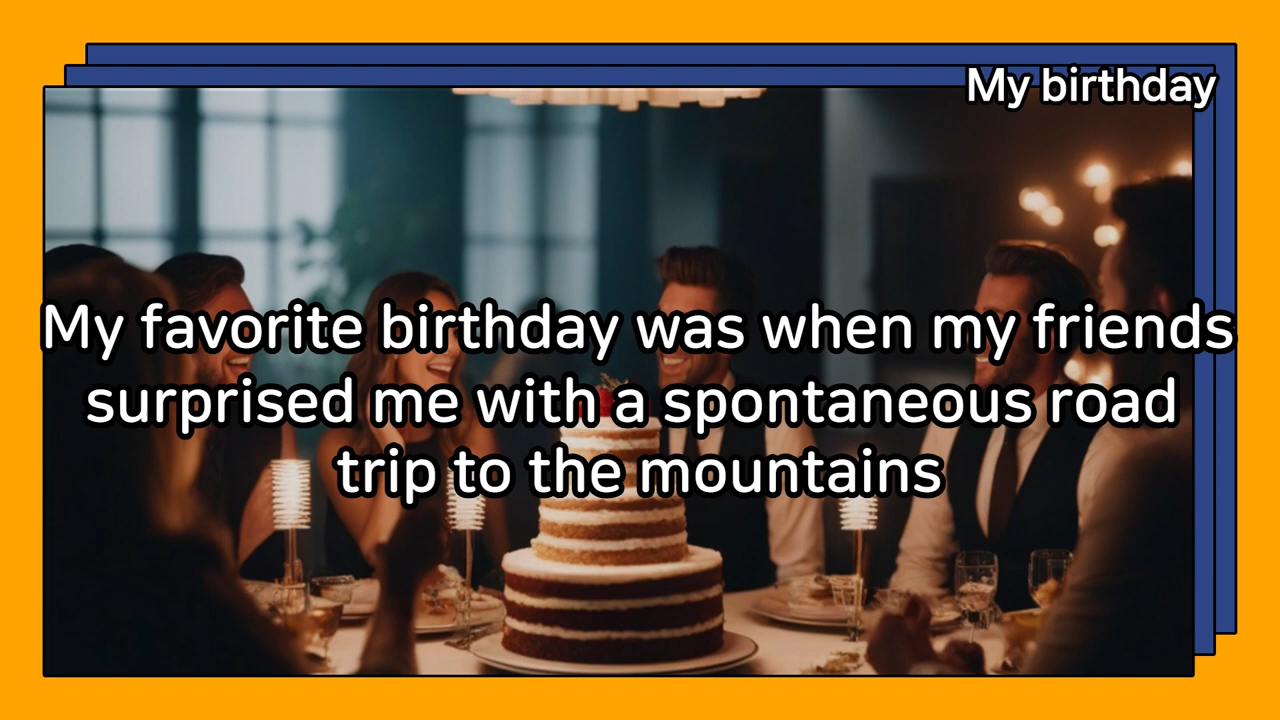 My birthday
My favorite birthday was when my friends
surprised me with a spontaneous road
trip to the mountains